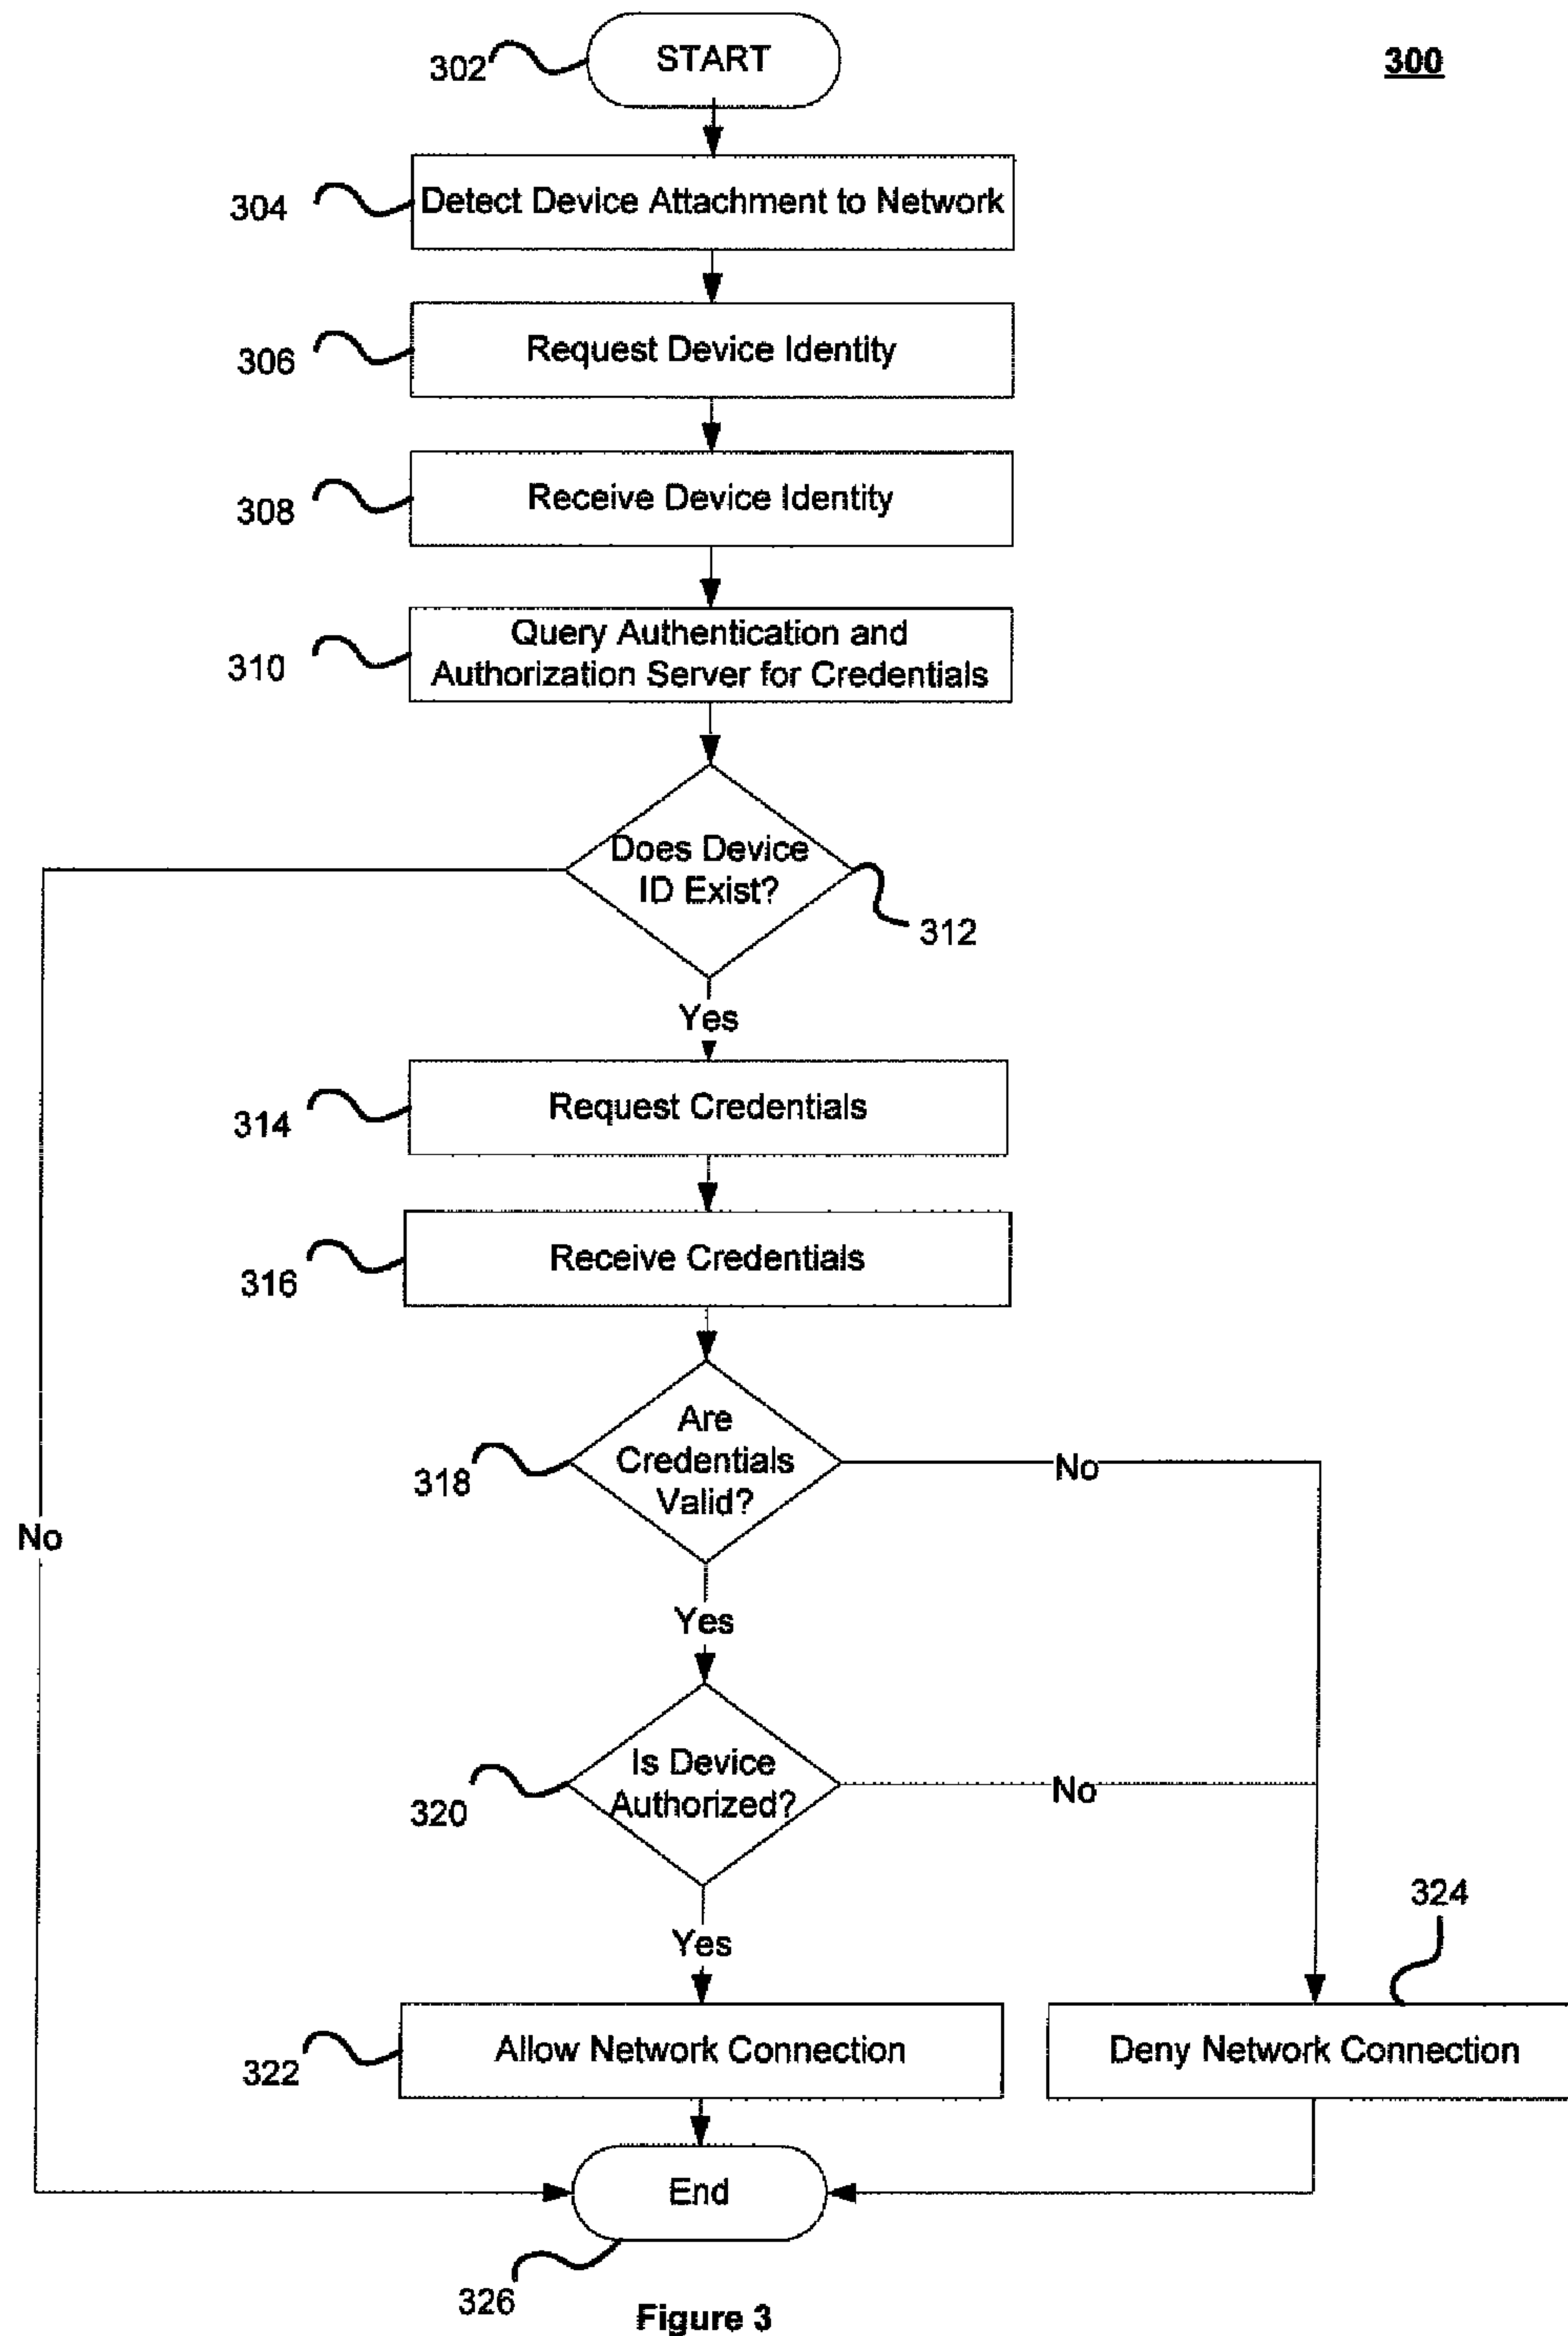 302
START
300
304
Detect Device Attachment to Network
306
Request Device Identity
308
Receive Device Identity
310
Query Authentication and
Authorization Server for Credentials
Does Device
ID Exist?
312
Yes
314
Request Credentials
316
Receive Credentials
Are
Credentials
Valid?
318
No
No
Yes
Is Device
Authorized?
320
No
324
Yes
322
Allow Network Connection
Deny Network Connection
End
326
Figure 3